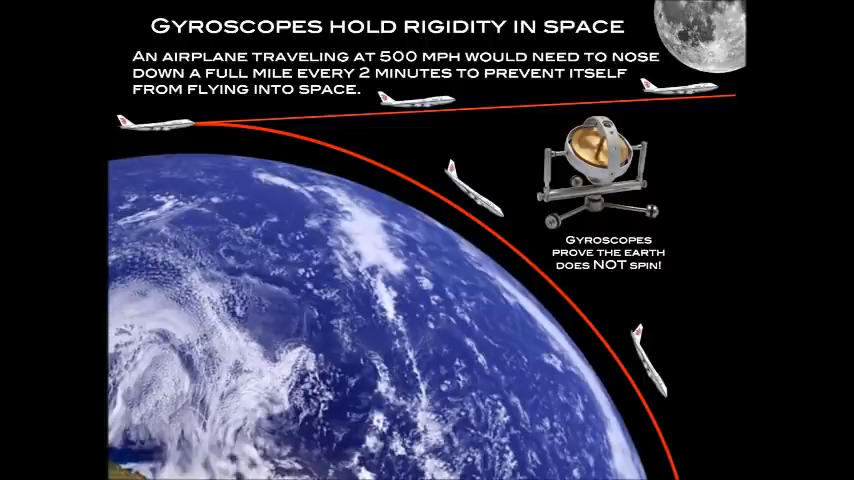 Gyroscopes hold rigidity in space
An airplane traveling at 500 mph would need to nose
down a full mile every 2 minutes to prevent itself
from flying into space.
Gyroscopes
prove the earth
does NOT spin!